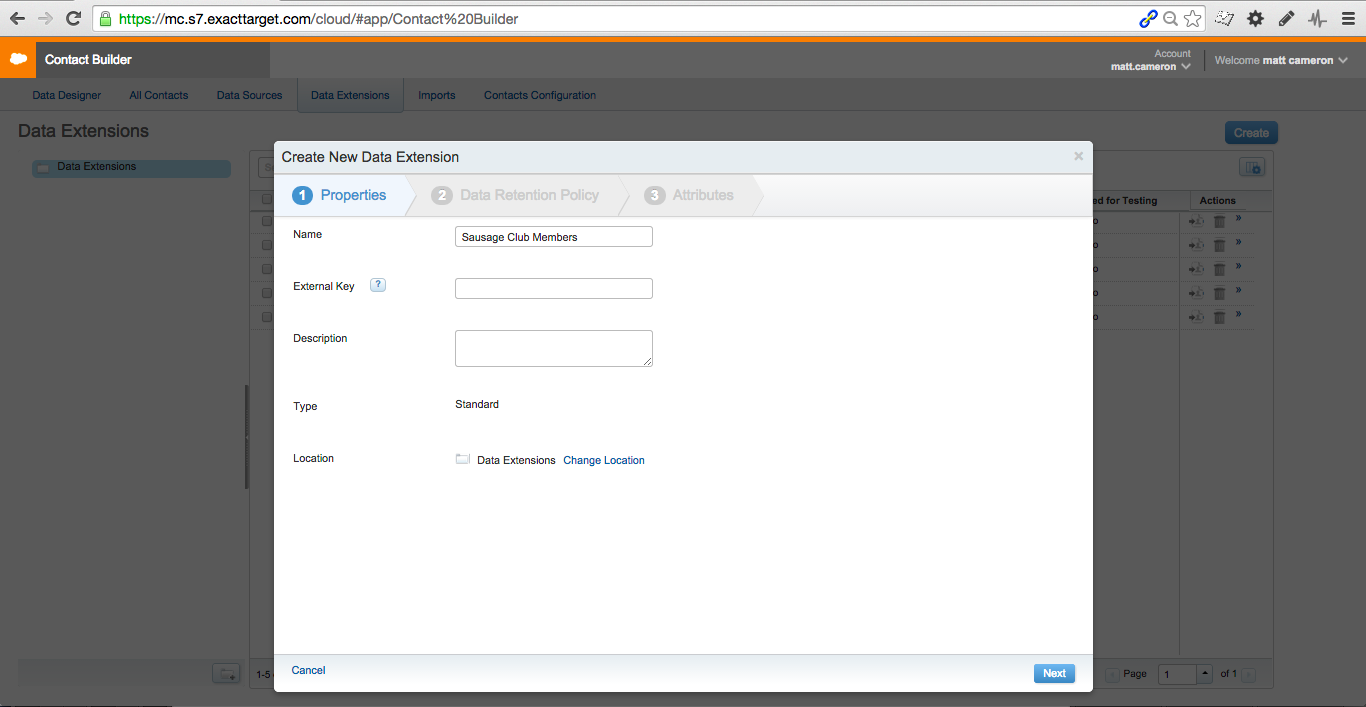 https://mc.s7.exacttarget.com/cloud/#app/Contact%20Builder
Contact Builder
Account
matt.cameron
Welcome matt cameron
Data Designer All Contacts Data Sources Data Extensions Imports Contacts Configuration
Data Extensions
Create
Data Extensions
Create New Data Extension
1 Properties 2 Data Retention Policy 3 Attributes
ed for Testing Actions
Name Sausage Club Members
External Key ?
Description
Type Standard
Location Data Extensions Change Location
Cancel Next
1-5
Page 1 of 1